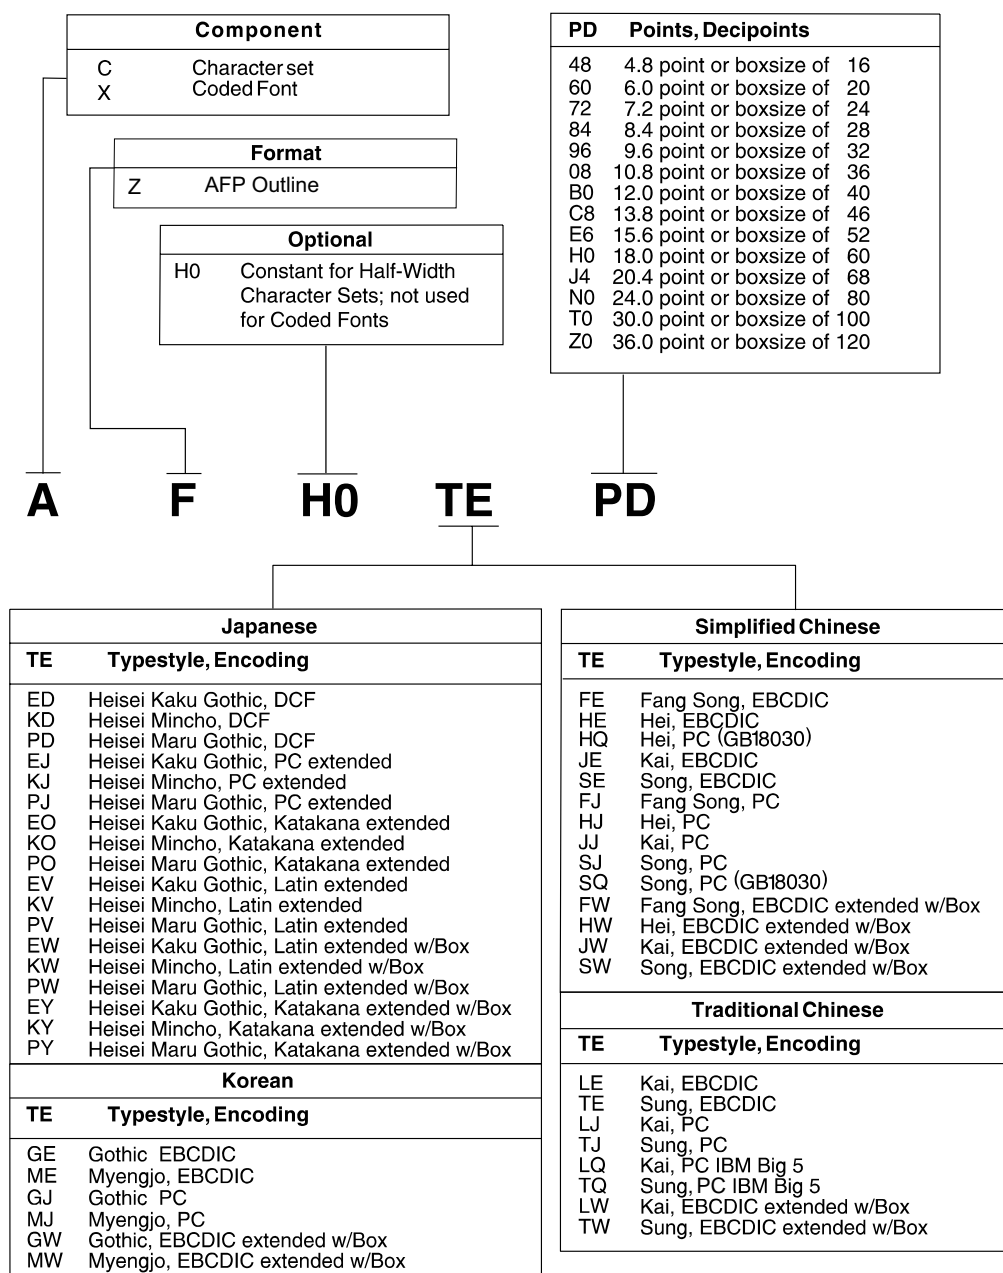 Component
C Character set
X Coded Font
Format
Z AFP Outline
Optional
H0 Constant for Half-Width
Character Sets; not used
for Coded Fonts
PD Points, Decipoints
48 4.8 point or boxsize of 16
60 6.0 point or boxsize of 20
72 7.2 point or boxsize of 24
84 8.4 point or boxsize of 28
96 9.6 point or boxsize of 32
08 10.8 point or boxsize of 36
B0 12.0 point or boxsize of 40
C8 13.8 point or boxsize of 46
E6 15.6 point or boxsize of 52
H0 18.0 point or boxsize of 60
J4 20.4 point or boxsize of 68
N0 24.0 point or boxsize of 80
T0 30.0 point or boxsize of 100
Z0 36.0 point or boxsize of 120
A F H0 TE PD
Japanese
TE Typestyle, Encoding
ED Heisei Kaku Gothic, DCF
KD Heisei Mincho, DCF
PD Heisei Maru Gothic, DCF
EJ Heisei Kaku Gothic, PC extended
KJ Heisei Mincho, PC extended
PJ Heisei Maru Gothic, PC extended
EO Heisei Kaku Gothic, Katakana extended
KO Heisei Mincho, Katakana extended
PO Heisei Maru Gothic, Katakana extended
EV Heisei Kaku Gothic, Latin extended
KV Heisei Mincho, Latin extended
PV Heisei Maru Gothic, Latin extended
EW Heisei Kaku Gothic, Latin extended w/Box
KW Heisei Mincho, Latin extended w/Box
PW Heisei Maru Gothic, Latin extended w/Box
EY Heisei Kaku Gothic, Katakana extended w/Box
KY Heisei Mincho, Katakana extended w/Box
PY Heisei Maru Gothic, Katakana extended w/Box
Korean
TE Typestyle, Encoding
GE Gothic EBCDIC
ME Myengjo, EBCDIC
GJ Gothic PC
MJ Myengjo, PC
GW Gothic, EBCDIC extended w/Box
MW Myengjo, EBCDIC extended w/Box
Simplified Chinese
TE Typestyle, Encoding
FE Fang Song, EBCDIC
HE Hei, EBCDIC
HQ Hei, PC (GB18030)
JE Kai, EBCDIC
SE Song, EBCDIC
FJ Fang Song, PC
HJ Hei, PC
JJ Kai, PC
SJ Song, PC
SQ Song, PC (GB18030)
FW Fang Song, EBCDIC extended w/Box
HW Hei, EBCDIC extended w/Box
JW Kai, EBCDIC extended w/Box
SW Song, EBCDIC extended w/Box
Traditional Chinese
TE Typestyle, Encoding
LE Kai, EBCDIC
TE Sung, EBCDIC
LJ Kai, PC
TJ Sung, PC
LQ Kai, PC IBM Big 5
TQ Sung, PC IBM Big 5
LW Kai, EBCDIC extended w/Box
TW Sung, EBCDIC extended w/Box